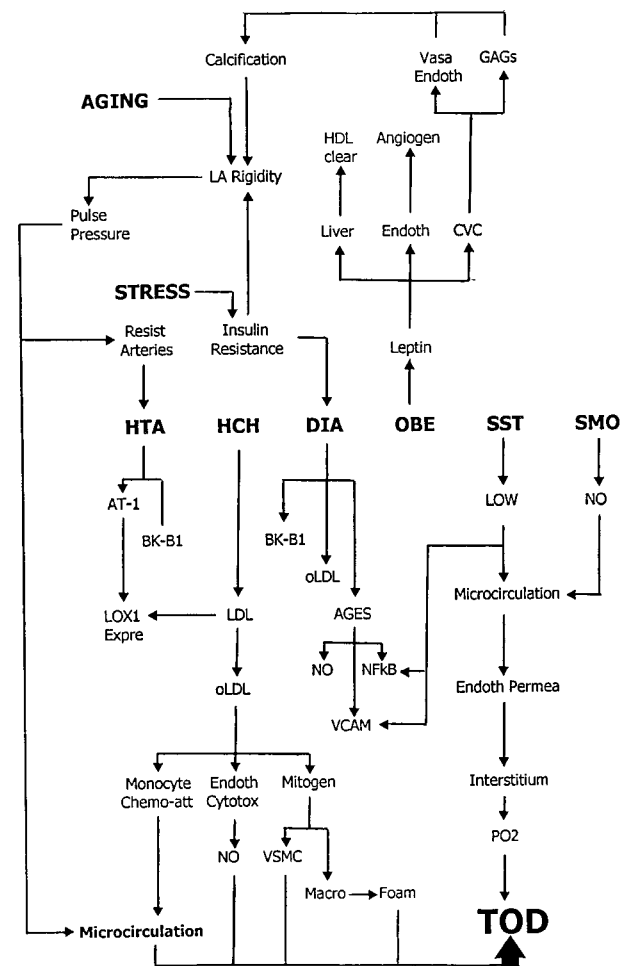 Calcification
Vasa
Endoth
GAGs
AGING
HDL
clear
Angiogen
LA Rigidity
Pulse
Pressure
Liver
Endoth
CVC
STRESS
Resist
Arteries
Insulin
Resistance
Leptin
HTA
HCH
DIA
OBE
SST
SMO
AT-1
BK-B1
BK-B1
LOW
NO
oLDL
Microcirculation
LOX1
Expre
LDL
AGES
NO
NFkB
oLDL
Endoth Permea
VCAM
Monocyte
Chemo-att
Endoth
Cytotox
Mitogen
Interstitium
PO2
NO
VSMC
Macro
Foam
TOD
Microcirculation